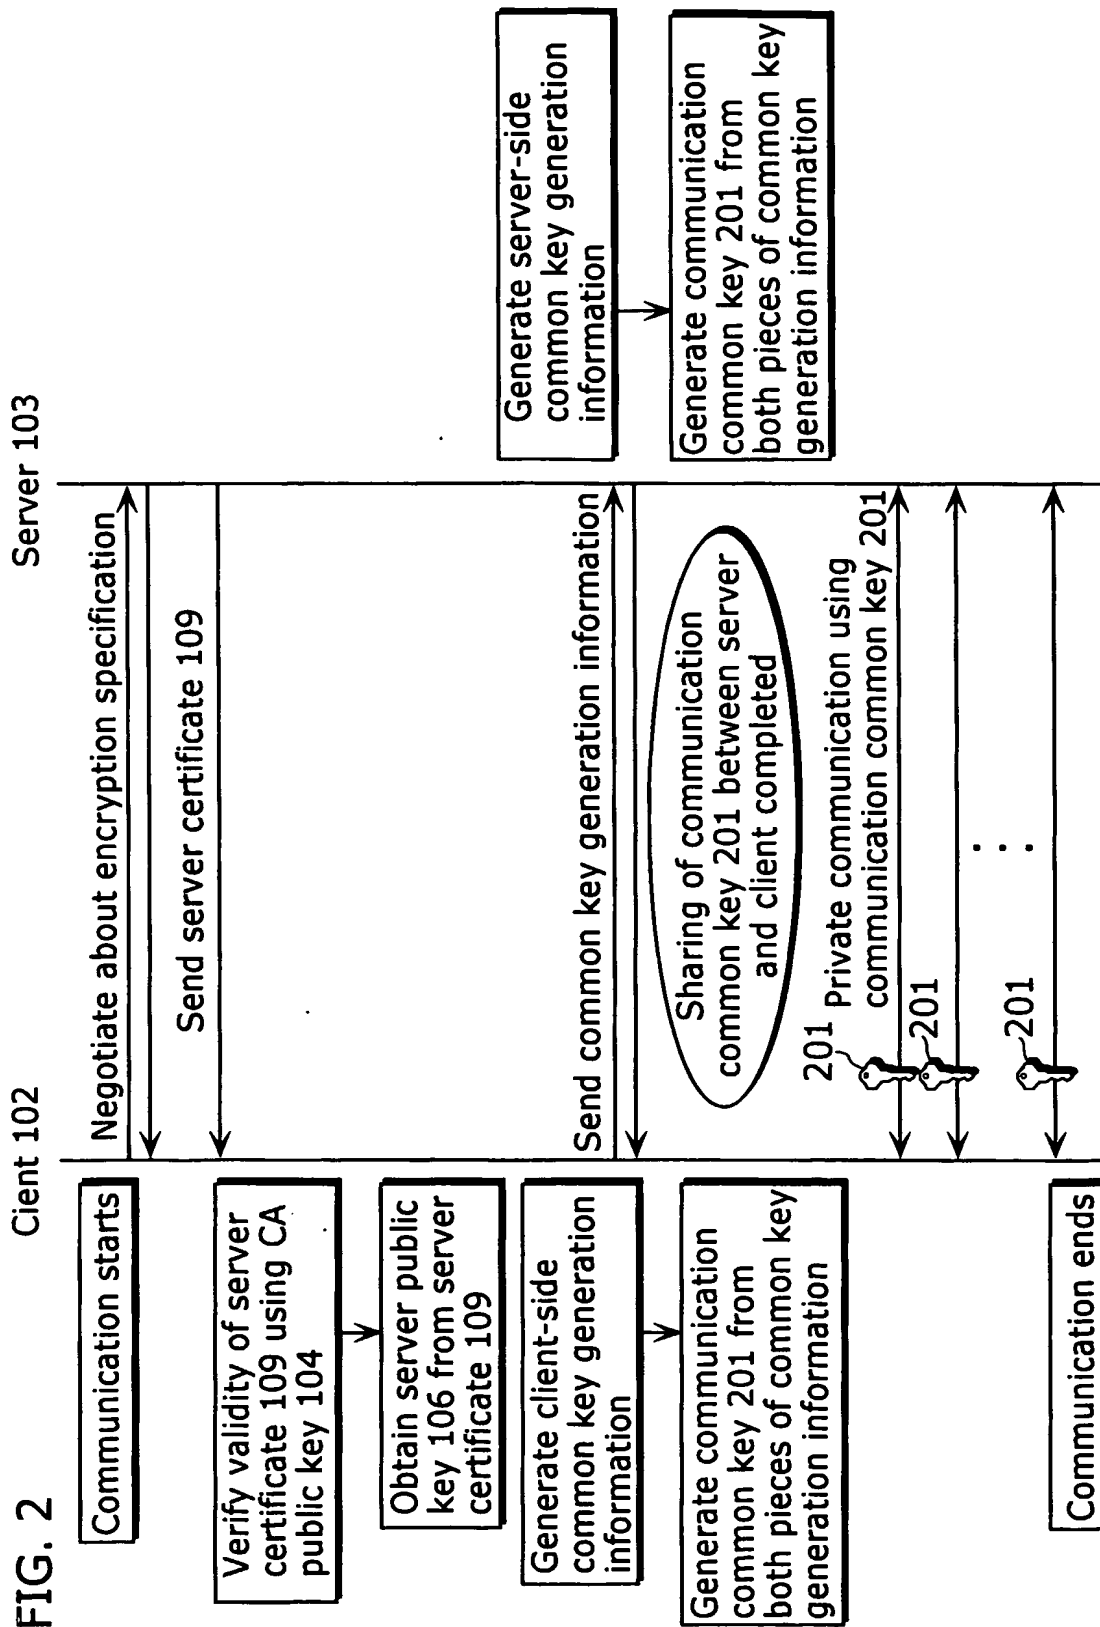 FIG. 2
Cient 102
Server 103
Communication starts
Negotiate about encryption specification
Send server certificate 109
Verify validity of server
certificate 109 using CA
public key 104
Obtain server public
key 106 from server
certificate 109
Generate client-side
common key generation
information
Generate server-side
common key generation
information
Send common key generation information
Generate communication
common key 201 from
both pieces of common key
generation information
Sharing of communication
common key 201 between server
and client completed
Generate communication
common key 201 from
both pieces of common key
generation information
201
Private communication using
communication common key 201
201
201
Communication ends